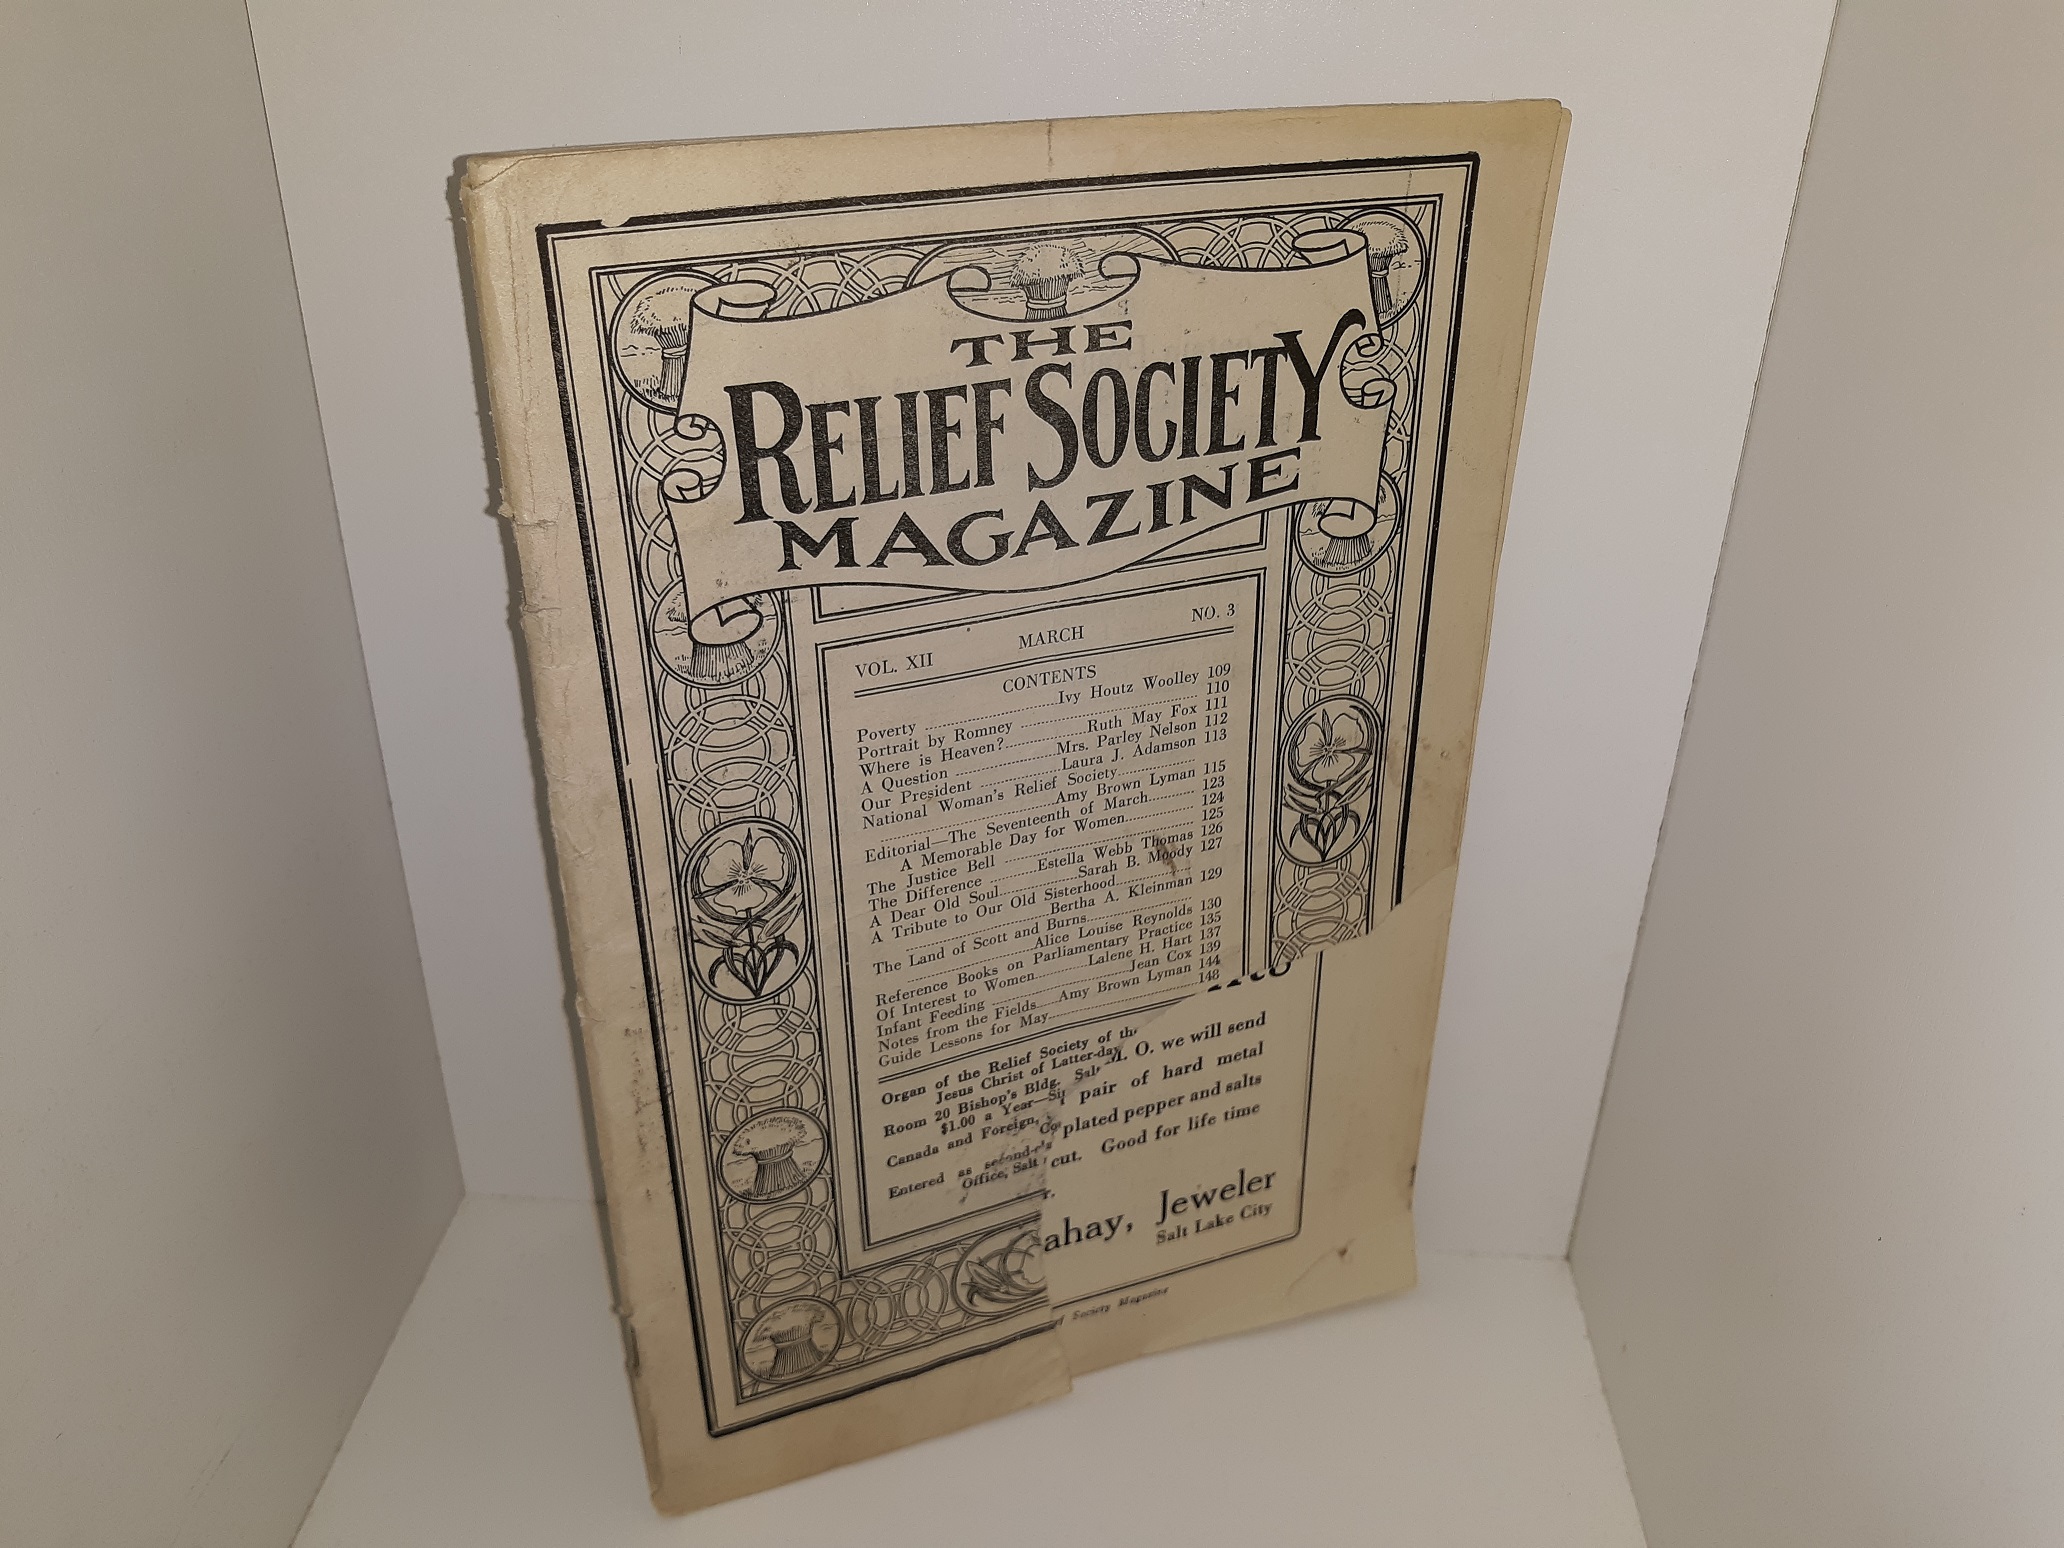 THE
RELIEF SOCIETY
MAGAZINE
VOL. XII MARCH NO. 3
CONTENTS
Poverty Ivy Houtz Woolley 109
Portrait by Romney 110
Where is Heaven? Ruth May Fox 111
A Question Mrs. Parley Nelson 112
Our President Laura J. Adamson 113
National Woman's Relief Society
Amy Brown Lyman 115
Editorial—The Seventeenth of March 123
A Memorable Day for Women 124
The Justice Bell 125
The Difference Estella Webb Thomas 126
A Dear Old Soul Sarah B. Moody 127
A Tribute to Our Old Sisterhood
Bertha A. Kleinman 129
The Land of Scott and Burns
Alice Louise Reynolds 130
Reference Books on Parliamentary Practice 135
Of Interest to Women Lalene H. Hart 137
Infant Feeding Jean Cox 139
Notes from the Fields Amy Brown Lyman 144
Guide Lessons for May 148
Organ of the Relief Society of the
Jesus Christ of Latter-day
Room 20 Bishop's Bldg. Sal
$1.00 a Year—Si
Canada and Foreign,
Entered as second-
Office, Salt
M. O. we will send
pair of hard metal
plated pepper and salts
cut. Good for life time
r.
ahay, Jeweler
Salt Lake City
f Society Magazine